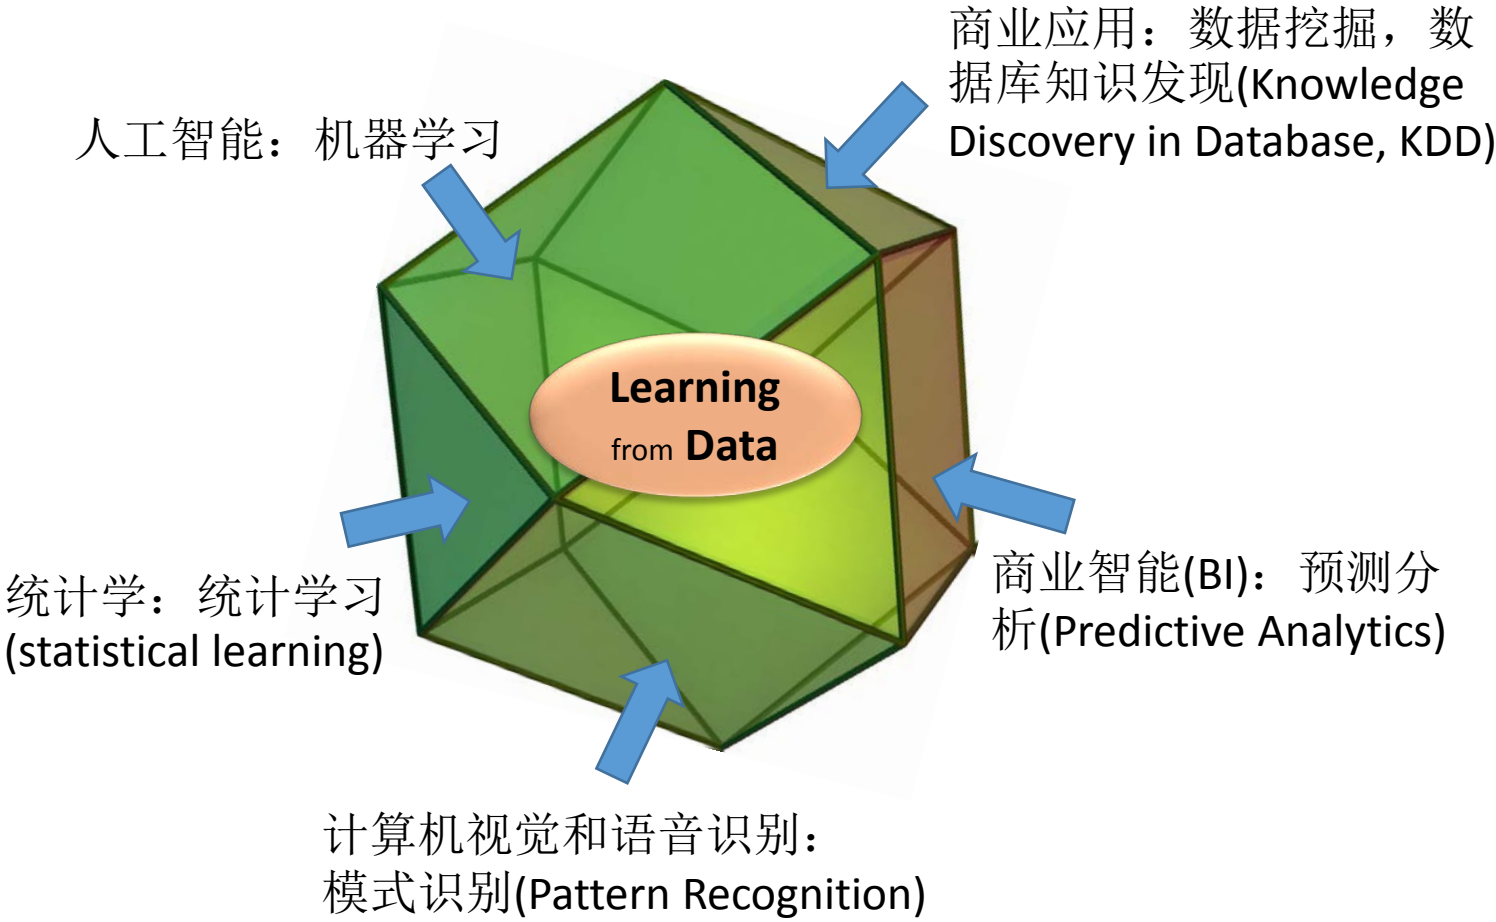 商业应用：数据挖掘，数
据库知识发现(Knowledge
Discovery in Database, KDD)
人工智能：机器学习
Learning
from Data
统计学：统计学习
(statistical learning)
商业智能(BI)：预测分
析(Predictive Analytics)
计算机视觉和语音识别：
模式识别(Pattern Recognition)